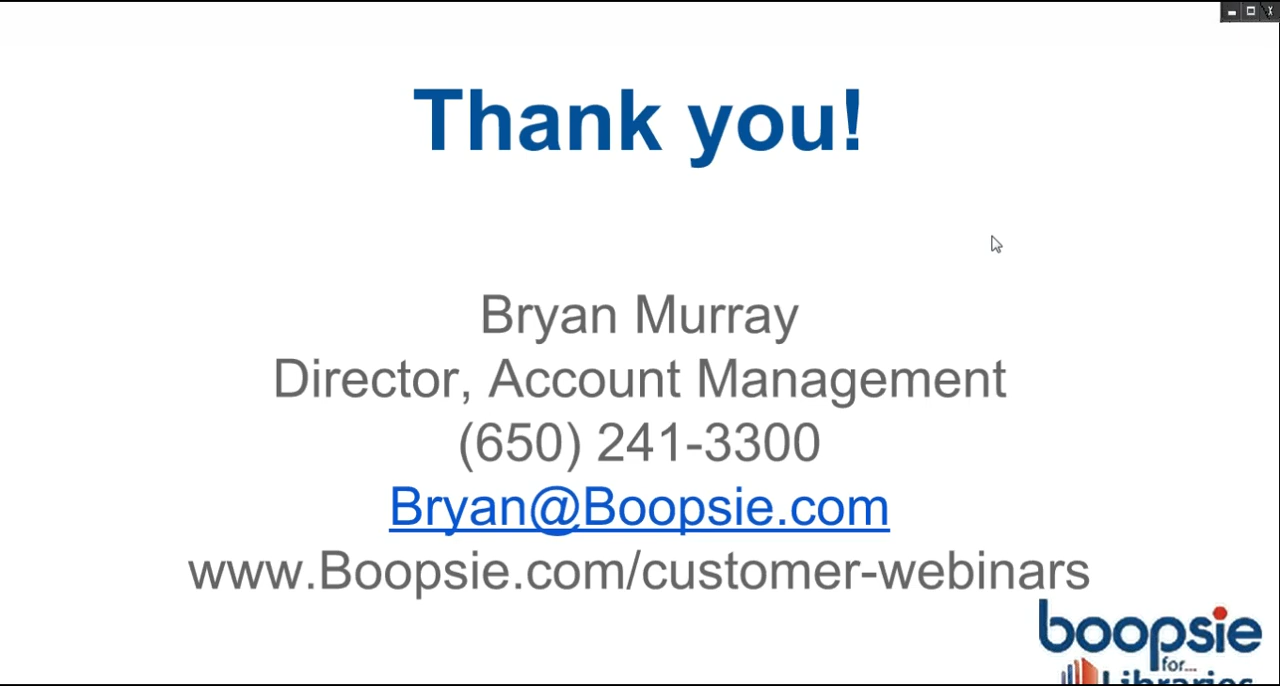 Thank you!
Bryan Murray
Director, Account Management
(650) 241-3300
Bryan@Boopsie.com
www.Boopsie.com/customer-webinars
boopsie
for...
Libraries